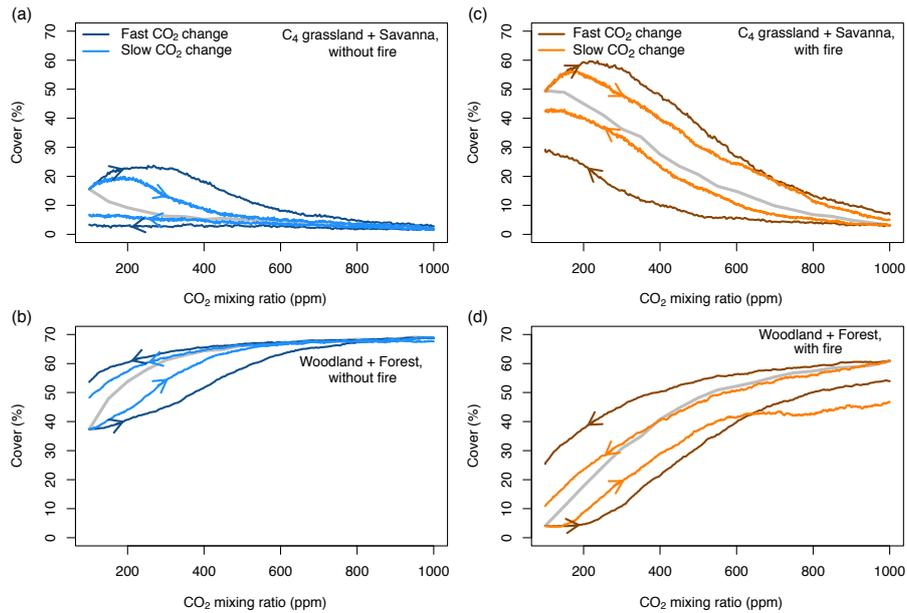 (a)
70
60
50
40
30
20
10
0
Cover (%)
Fast CO₂ change
Slow CO₂ change
C₄ grassland + Savanna,
without fire
200 400 600 800 1000
CO₂ mixing ratio (ppm)
(b)
70
60
50
40
30
20
10
0
Cover (%)
Woodland + Forest,
without fire
200 400 600 800 1000
CO₂ mixing ratio (ppm)
(c)
70
60
50
40
30
20
10
0
Cover (%)
Fast CO₂ change
Slow CO₂ change
C₄ grassland + Savanna,
with fire
200 400 600 800 1000
CO₂ mixing ratio (ppm)
(d)
70
60
50
40
30
20
10
0
Cover (%)
Woodland + Forest,
with fire
200 400 600 800 1000
CO₂ mixing ratio (ppm)